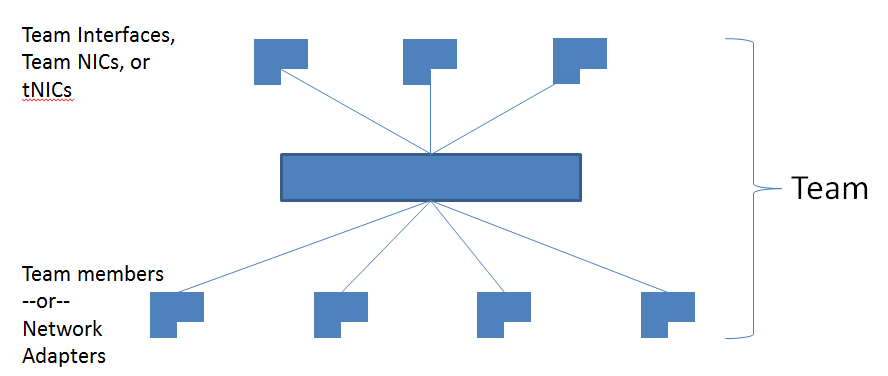 Team Interfaces,
Team NICs, or
tNICs
Team
Team members
--or--
Network
Adapters